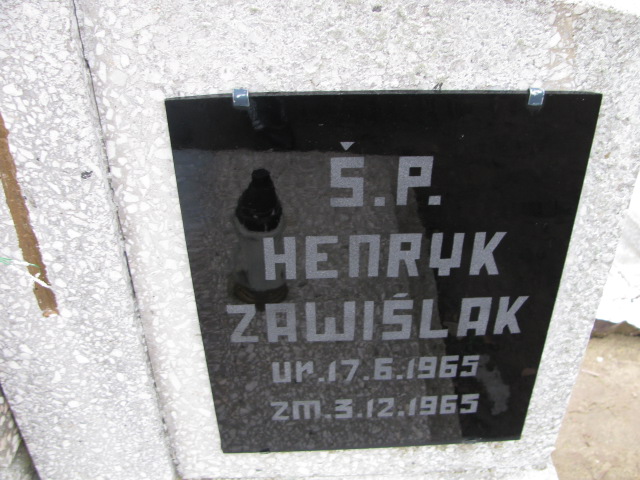 Š.P.
HENRYK
ZAWIŚLAK
ur.17.6.1965
zm.3.12.1965